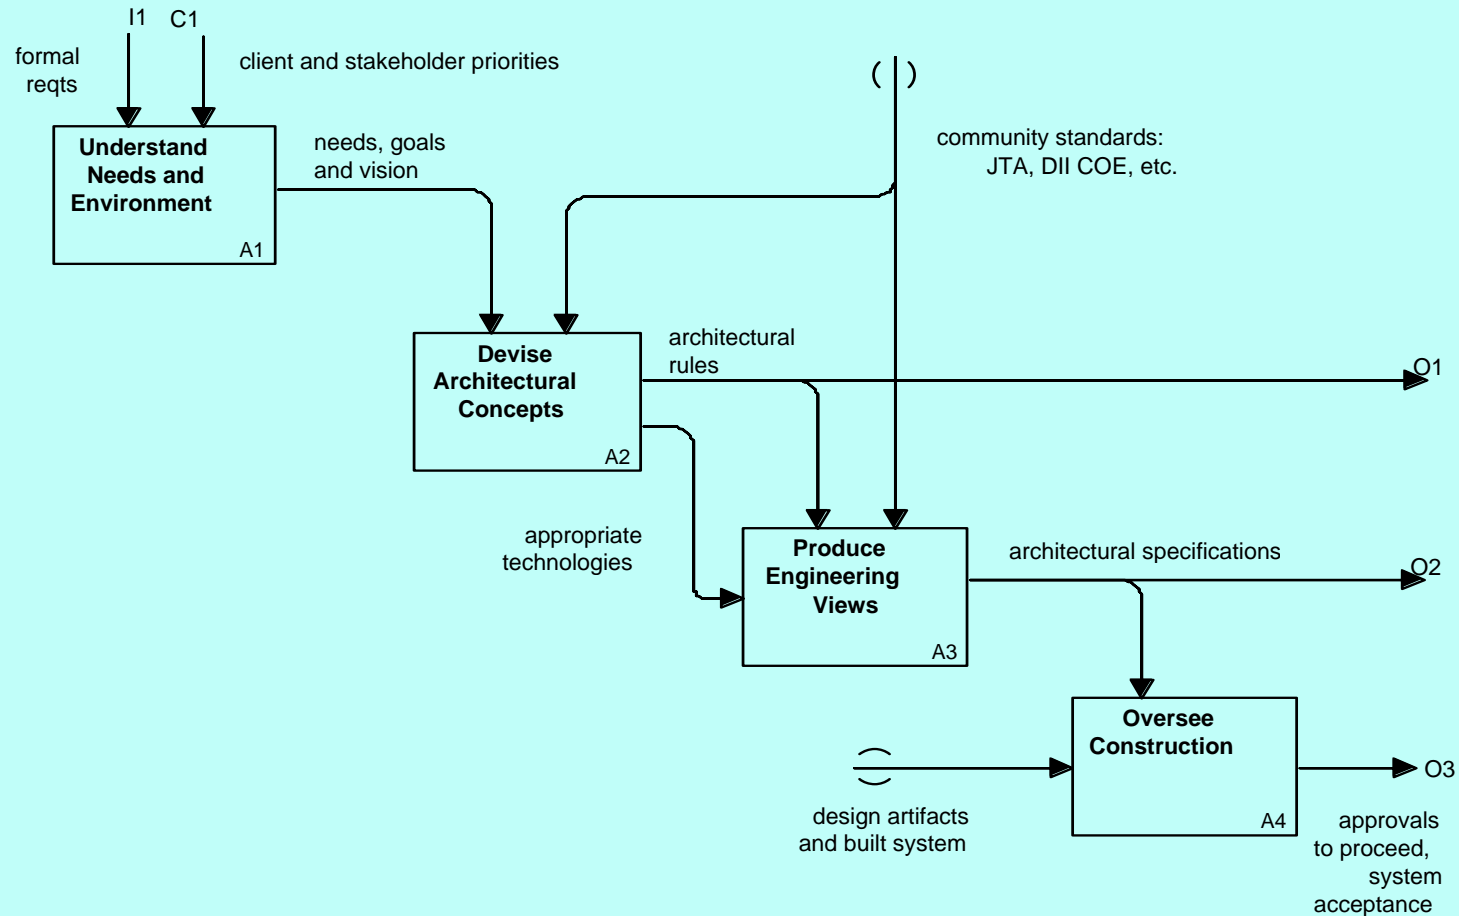 I1
C1
formal
reqts
client and stakeholder priorities
Understand
Needs and
Environment
A1
needs, goals
and vision
( )
community standards:
JTA, DII COE, etc.
Devise
Architectural
Concepts
A2
architectural
rules
O1
appropriate
technologies
Produce
Engineering
Views
A3
architectural specifications
O2
Oversee
Construction
A4
design artifacts
and built system
O3
approvals
to proceed,
system
acceptance